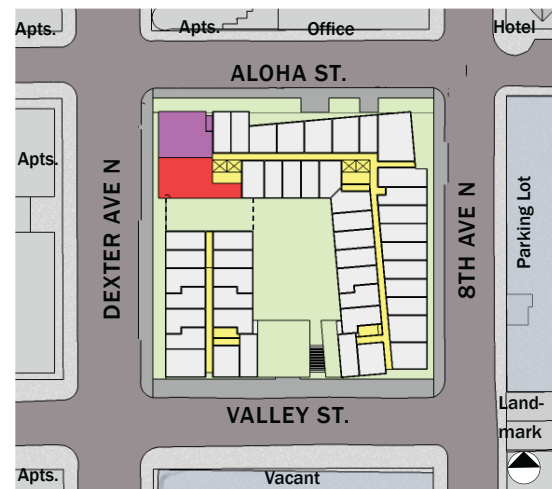 Apts.
Apts.
Office
Hotel
ALOHA ST.
Apts.
DEXTER AVE N
8TH AVE N
Parking Lot
VALLEY ST.
Land-
mark
Apts.
Vacant